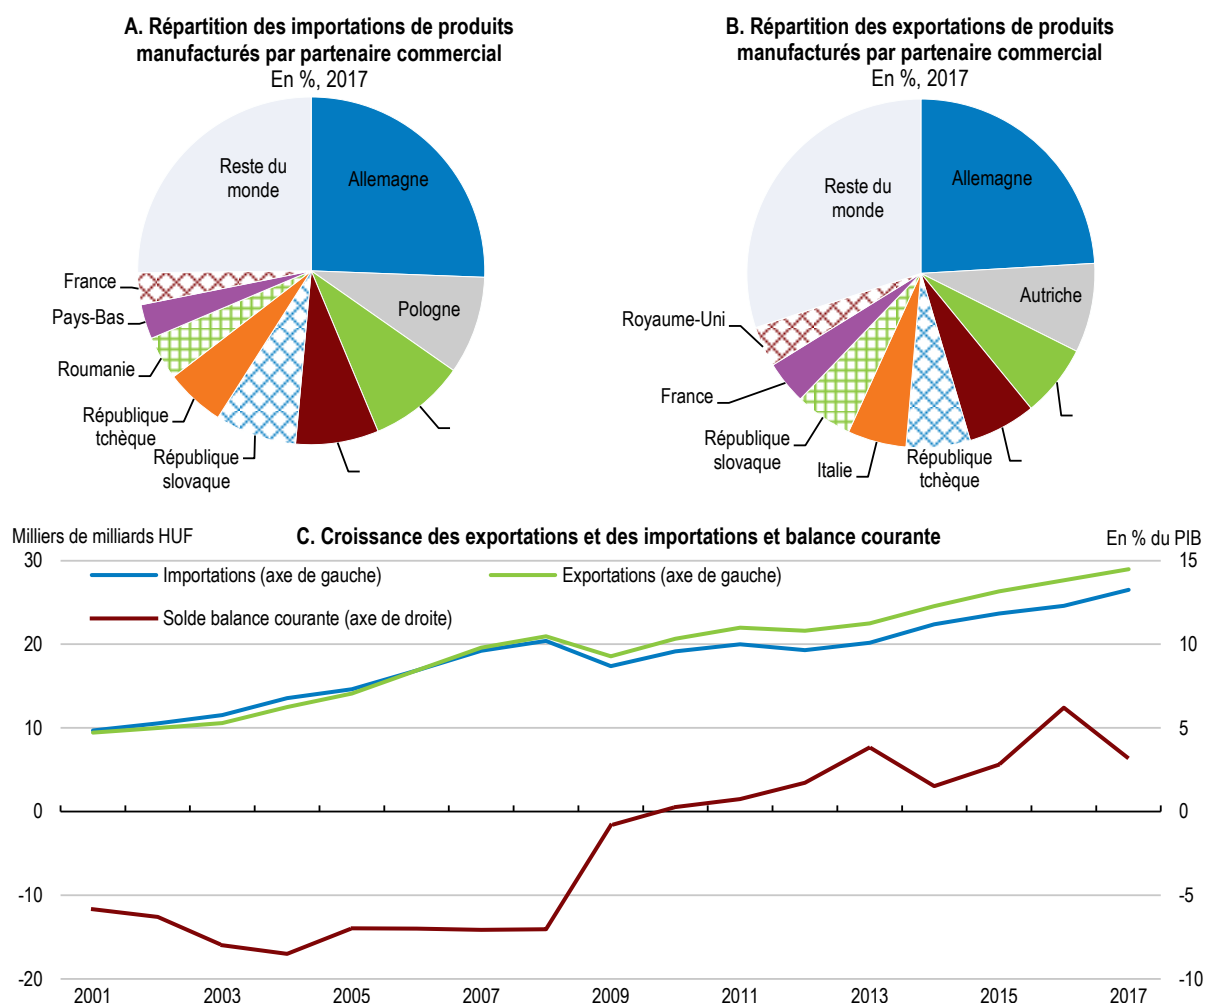 A. Répartition des importations de produits
manufacturés par partenaire commercial
En %, 2017
Reste du
monde
Allemagne
France
Pays-Bas
Pologne
Roumanie
République
tchèque
République
slovaque
B. Répartition des exportations de produits
manufacturés par partenaire commercial
En %, 2017
Reste du
monde
Allemagne
Autriche
Royaume-Uni
France
République
slovaque
Italie
République
tchèque
Milliers de milliards HUF
C. Croissance des exportations et des importations et balance courante
En % du PIB
Importations (axe de gauche)
Exportations (axe de gauche)
Solde balance courante (axe de droite)
30
20
10
0
-10
-20
15
10
5
0
-5
-10
2001 2003 2005 2007 2009 2011 2013 2015 2017